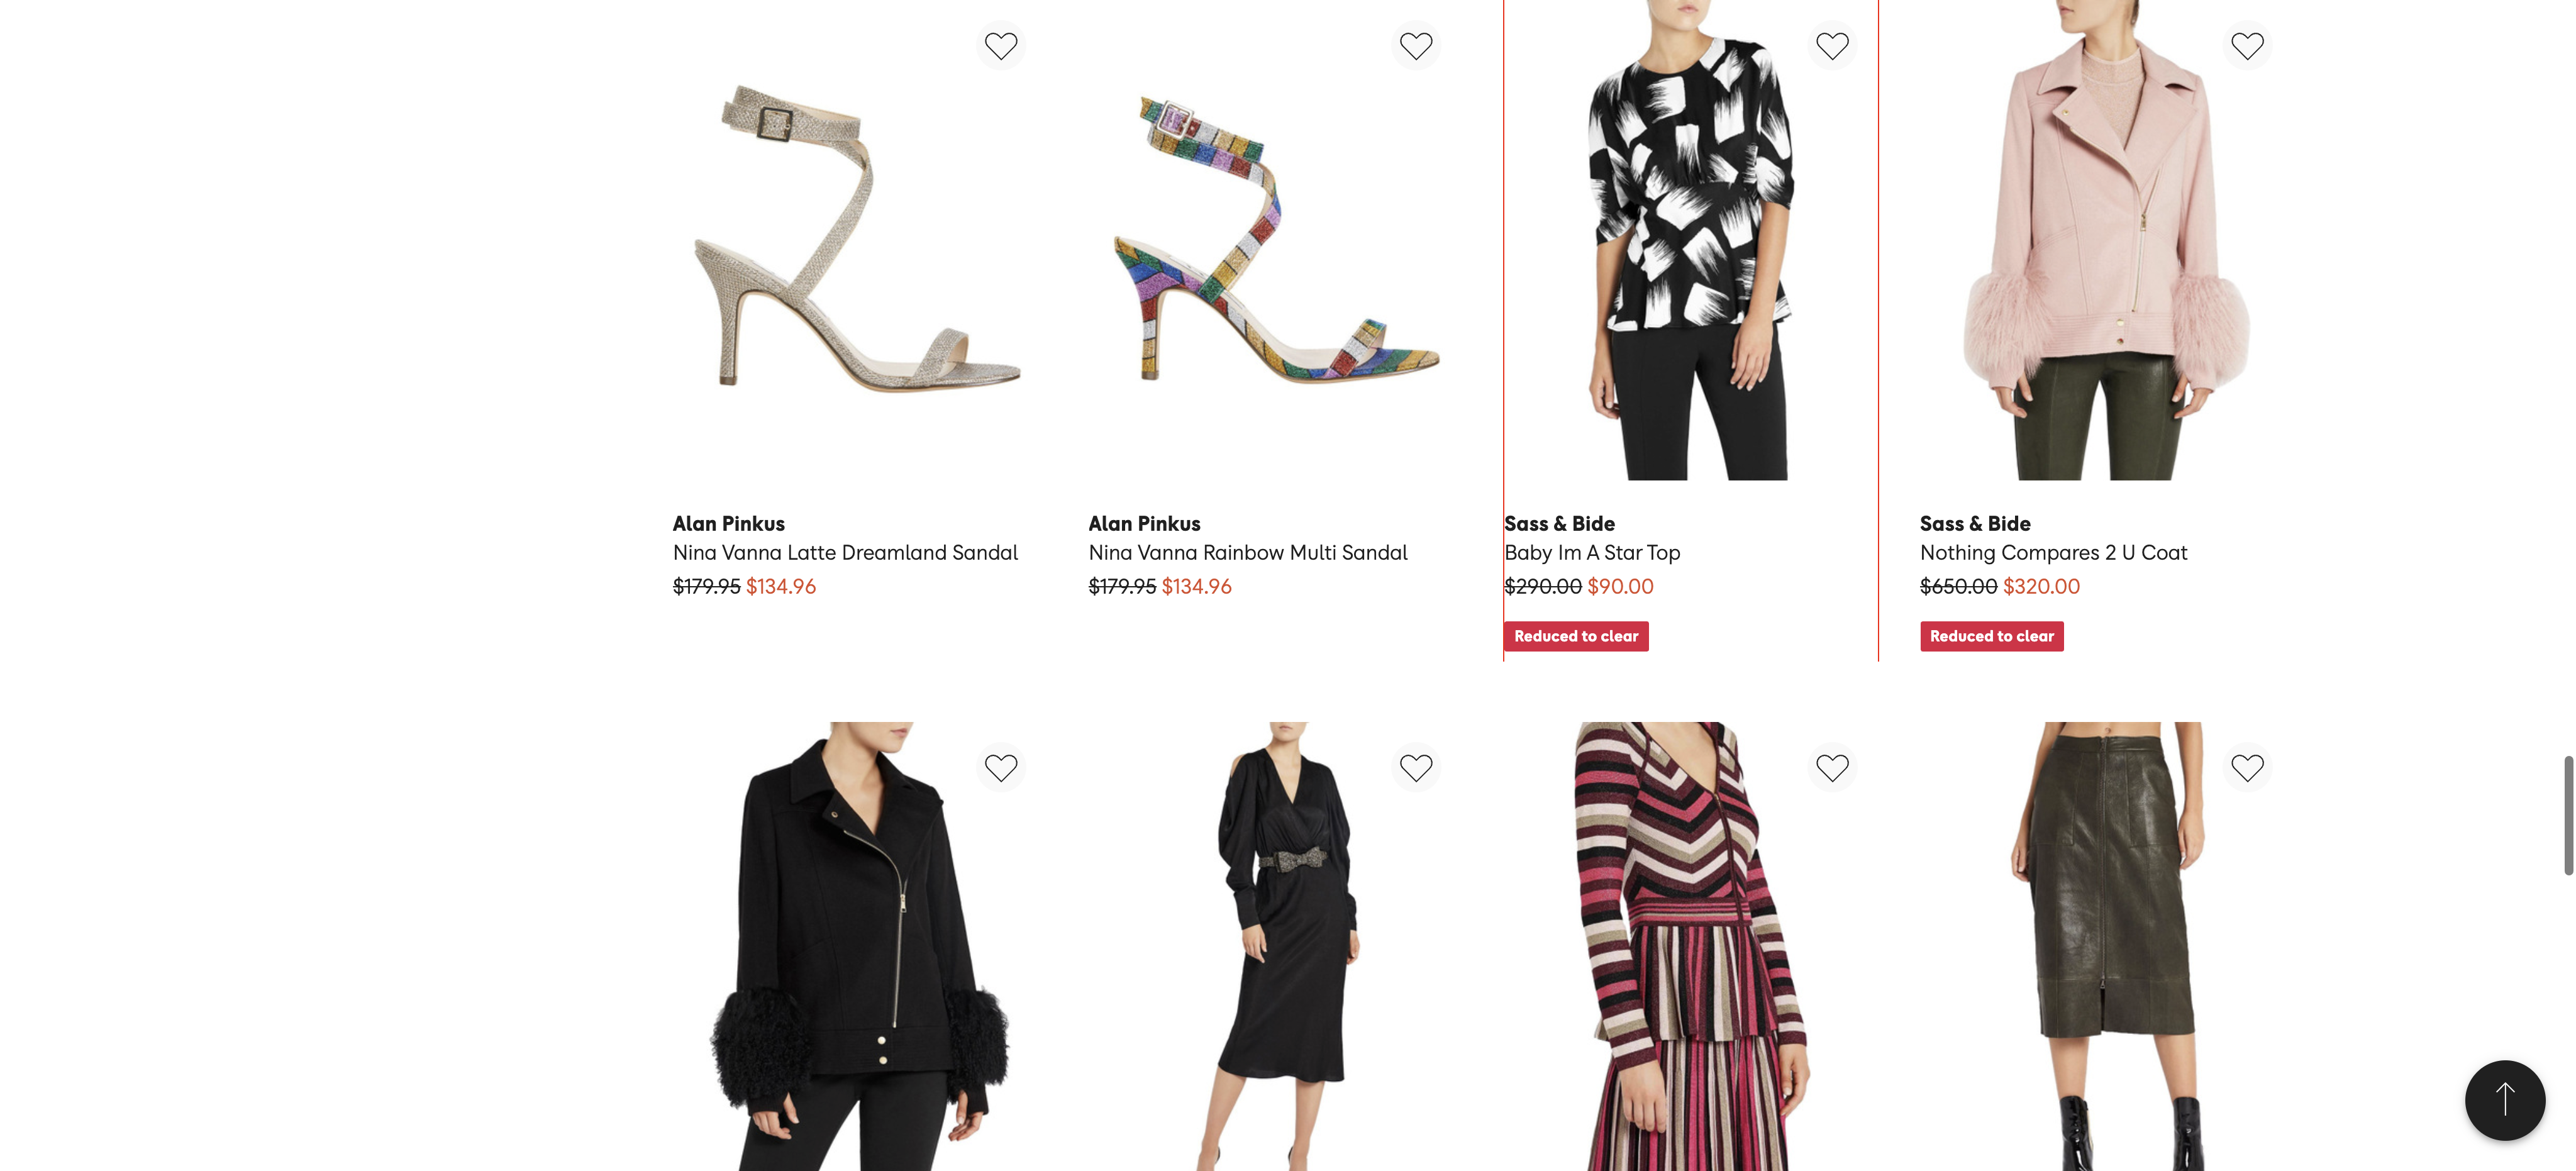 Alan Pinkus
Nina Vanna Latte Dreamland Sandal
$179.95 $134.96
Alan Pinkus
Nina Vanna Rainbow Multi Sandal
$179.95 $134.96
Sass & Bide
Baby Im A Star Top
$290.00 $90.00
Reduced to clear
Sass & Bide
Nothing Compares 2 U Coat
$650.00 $320.00
Reduced to clear